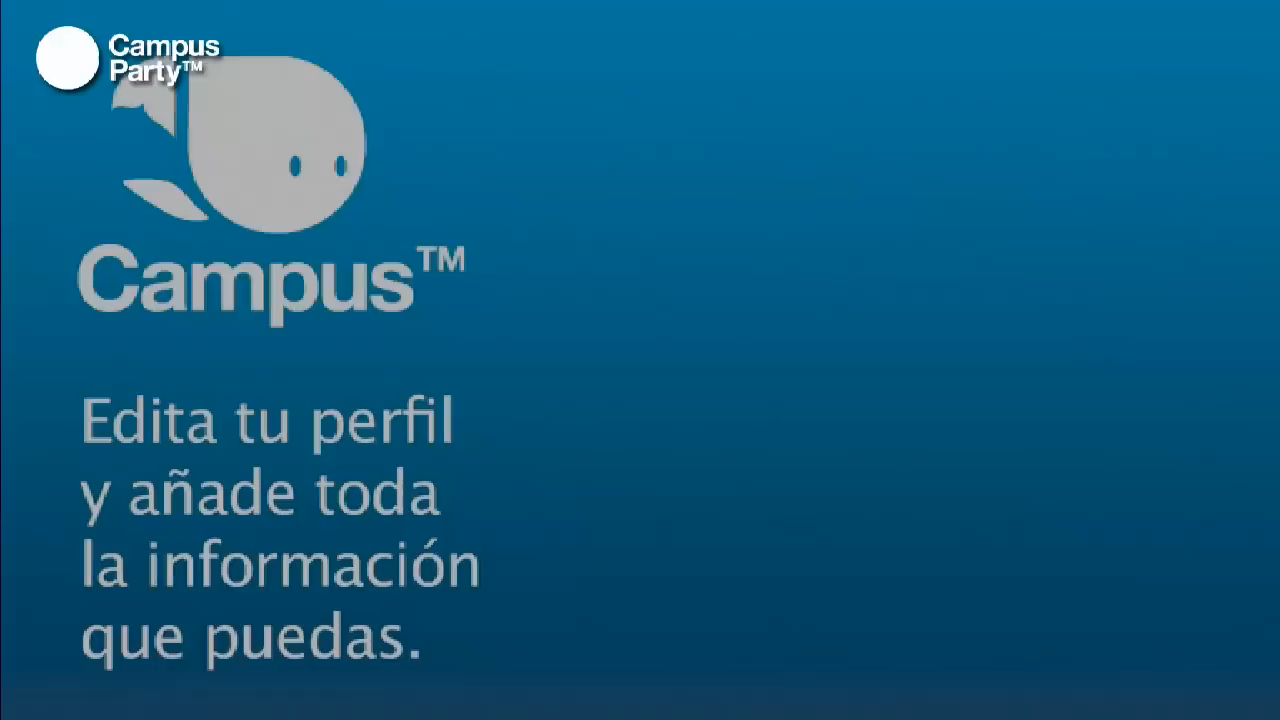 Campus
Party™
Campus™
Edita tu perfil
y añade toda
la información
que puedas.